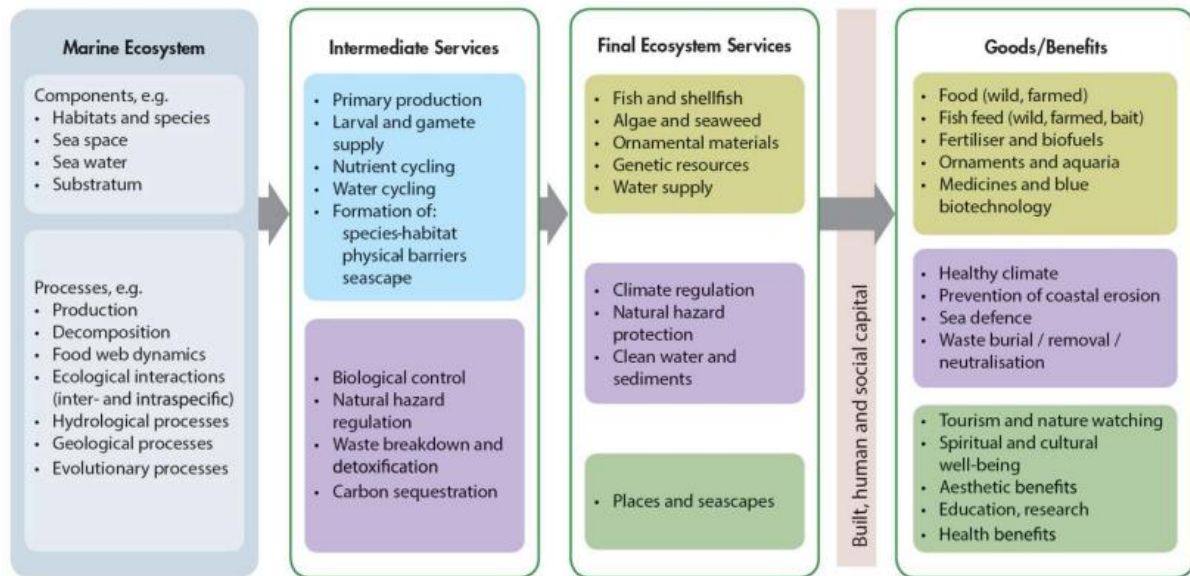 Marine Ecosystem
Components, e.g.
• Habitats and species
• Sea space
• Sea water
• Substratum
Processes, e.g.
• Production
• Decomposition
• Food web dynamics
• Ecological interactions
(inter- and intraspecific)
• Hydrological processes
• Geological processes
• Evolutionary processes
Intermediate Services
• Primary production
• Larval and gamete
supply
• Nutrient cycling
• Water cycling
• Formation of:
species-habitat
physical barriers
seascape
• Biological control
• Natural hazard
regulation
• Waste breakdown and
detoxification
• Carbon sequestration
Final Ecosystem Services
• Fish and shellfish
• Algae and seaweed
• Ornamental materials
• Genetic resources
• Water supply
• Climate regulation
• Natural hazard
protection
• Clean water and
sediments
• Places and seascapes
Built, human and social capital
Goods/Benefits
• Food (wild, farmed)
• Fish feed (wild, farmed, bait)
• Fertiliser and biofuels
• Ornaments and aquaria
• Medicines and blue
biotechnology
• Healthy climate
• Prevention of coastal erosion
• Sea defence
• Waste burial / removal /
neutralisation
• Tourism and nature watching
• Spiritual and cultural
well-being
• Aesthetic benefits
• Education, research
• Health benefits